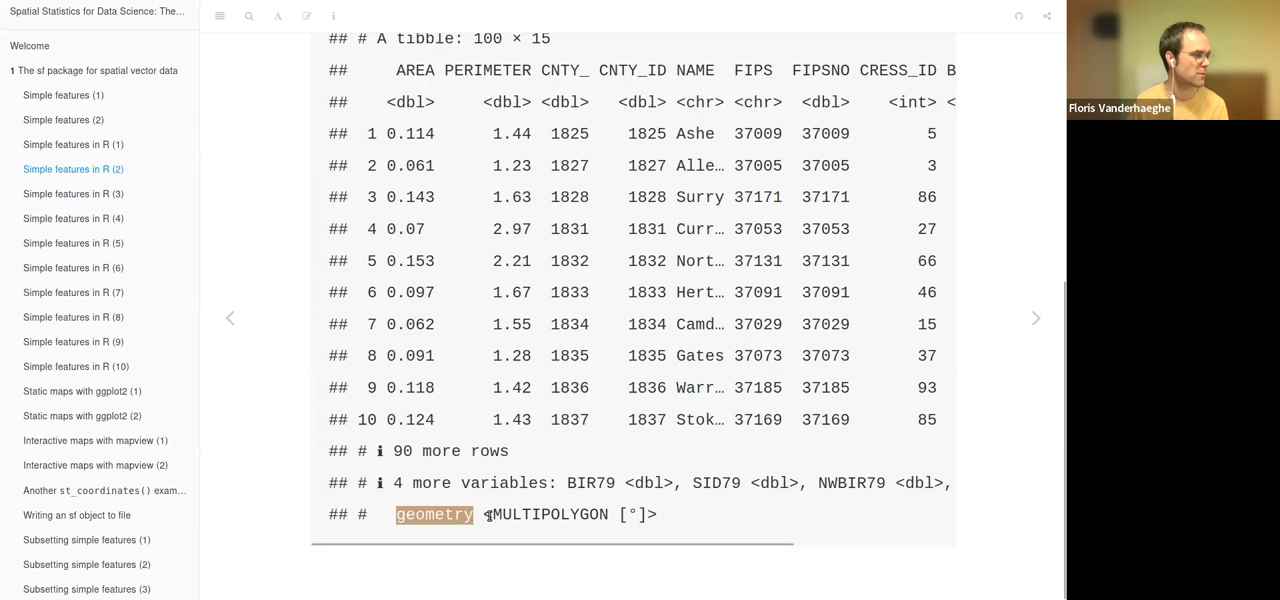 Spatial Statistics for Data Science: The…
Welcome
1 The sf package for spatial vector data
Simple features (1)
Simple features (2)
Simple features in R (1)
Simple features in R (2)
Simple features in R (3)
Simple features in R (4)
Simple features in R (5)
Simple features in R (6)
Simple features in R (7)
Simple features in R (8)
Simple features in R (9)
Simple features in R (10)
Static maps with ggplot2 (1)
Static maps with ggplot2 (2)
Interactive maps with mapview (1)
Interactive maps with mapview (2)
Another st_coordinates() exam…
Writing an sf object to file
Subsetting simple features (1)
Subsetting simple features (2)
Subsetting simple features (3)
## # A tibble: 100 × 15
## AREA PERIMETER CNTY_ CNTY_ID NAME FIPS FIPSNO CRESS_ID B
## <dbl> <dbl> <dbl> <dbl> <chr> <chr> <dbl> <int> <
## 1 0.114 1.44 1825 1825 Ashe 37009 37009 5
## 2 0.061 1.23 1827 1827 Alle… 37005 37005 3
## 3 0.143 1.63 1828 1828 Surry 37171 37171 86
## 4 0.07 2.97 1831 1831 Curr… 37053 37053 27
## 5 0.153 2.21 1832 1832 Nort… 37131 37131 66
## 6 0.097 1.67 1833 1833 Hert… 37091 37091 46
## 7 0.062 1.55 1834 1834 Camd… 37029 37029 15
## 8 0.091 1.28 1835 1835 Gates 37073 37073 37
## 9 0.118 1.42 1836 1836 Warr… 37185 37185 93
## 10 0.124 1.43 1837 1837 Stok… 37169 37169 85
## # ℹ 90 more rows
## # ℹ 4 more variables: BIR79 <dbl>, SID79 <dbl>, NWBIR79 <dbl>,
## # geometry <MULTIPOLYGON [°]>
Floris Vanderhaeghe